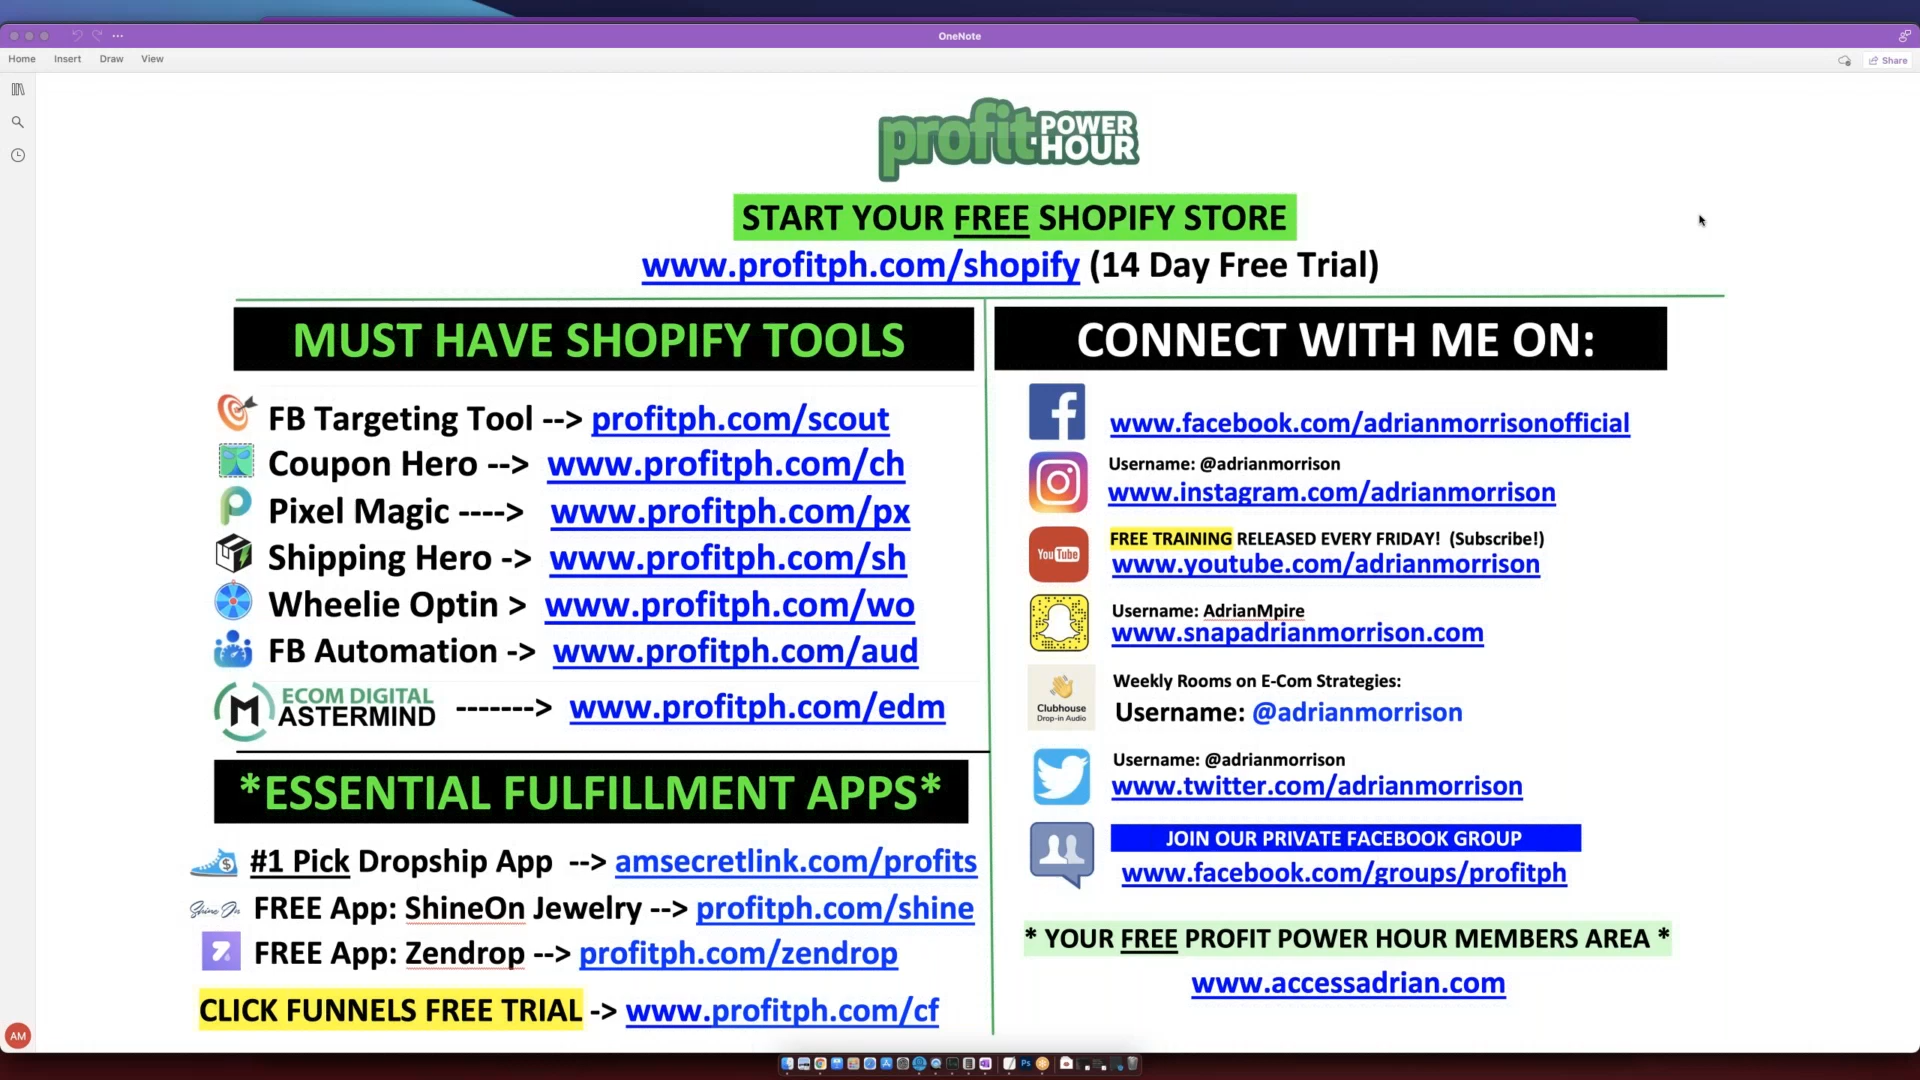 OneNote
Home Insert Draw View
Share
profit POWER HOUR
START YOUR FREE SHOPIFY STORE
www.profitph.com/shopify (14 Day Free Trial)
MUST HAVE SHOPIFY TOOLS
FB Targeting Tool --> profitph.com/scout
Coupon Hero --> www.profitph.com/ch
Pixel Magic ----> www.profitph.com/px
Shipping Hero -> www.profitph.com/sh
Wheelie Optin > www.profitph.com/wo
FB Automation -> www.profitph.com/aud
ECOM DIGITAL
MASTERMIND -------> www.profitph.com/edm
*ESSENTIAL FULFILLMENT APPS*
#1 Pick Dropship App --> amsecretlink.com/profits
Shine On FREE App: ShineOn Jewelry --> profitph.com/shine
FREE App: Zendrop --> profitph.com/zendrop
CLICK FUNNELS FREE TRIAL -> www.profitph.com/cf
CONNECT WITH ME ON:
www.facebook.com/adrianmorrisonofficial
Username: @adrianmorrison
www.instagram.com/adrianmorrison
FREE TRAINING RELEASED EVERY FRIDAY! (Subscribe!)
You Tube
www.youtube.com/adrianmorrison
Username: AdrianMpire
www.snapadrianmorrison.com
Weekly Rooms on E-Com Strategies:
Clubhouse
Drop-in Audio
Username: @adrianmorrison
Username: @adrianmorrison
www.twitter.com/adrianmorrison
JOIN OUR PRIVATE FACEBOOK GROUP
www.facebook.com/groups/profitph
* YOUR FREE PROFIT POWER HOUR MEMBERS AREA *
www.accessadrian.com
AM
Ps